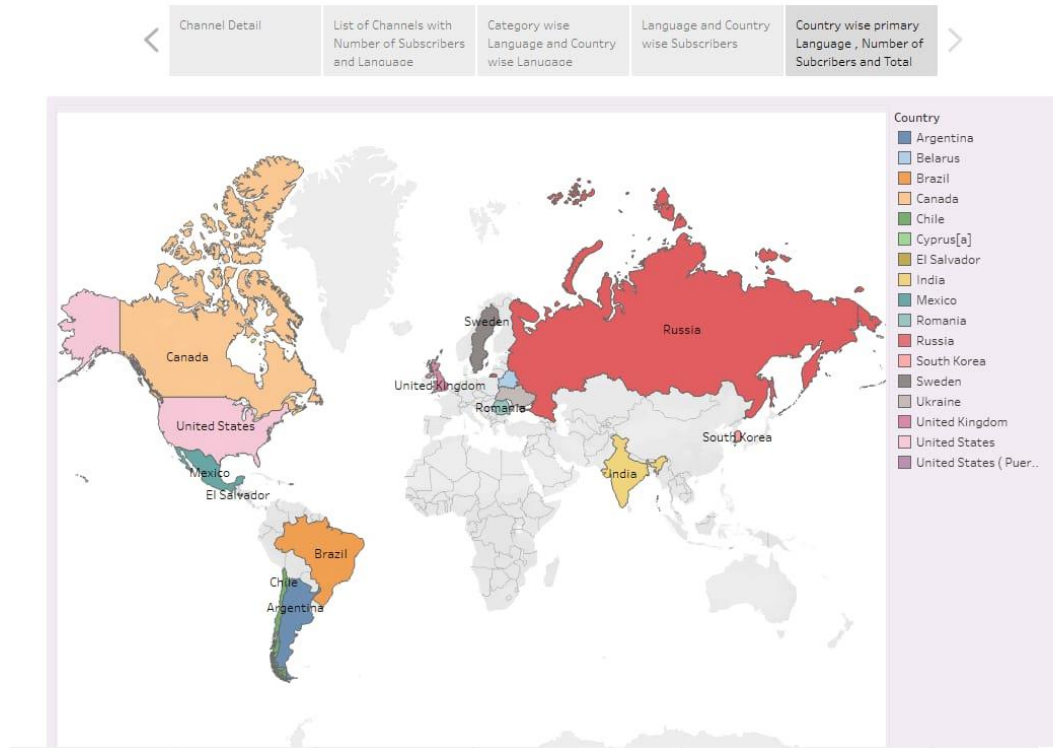 Channel Detail
List of Channels with
Number of Subscribers
and Language
Category wise
Language and Country
wise Language
Language and Country
wise Subscribers
Country wise primary
Language , Number of
Subcribers and Total
Country
Argentina
Belarus
Brazil
Canada
Chile
Cyprus[a]
El Salvador
India
Mexico
Romania
Russia
South Korea
Sweden
Ukraine
United Kingdom
United States
United States ( Puer..
Sweden
Russia
Canada
United Kingdom
Romania
United States
South Korea
Mexico
India
El Salvador
Brazil
Chile
Argentina